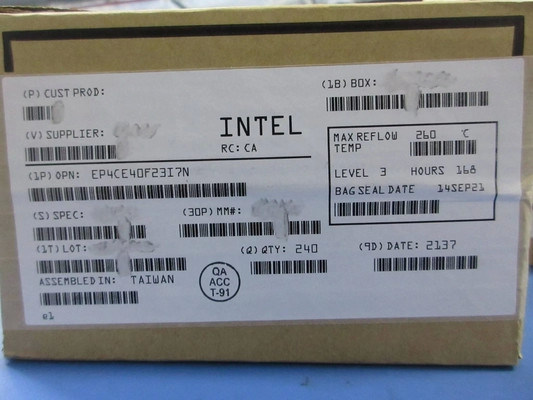 (P) CUST PROD:
(1B) BOX:
(V) SUPPLIER:
INTEL
RC: CA
MAX REFLOW TEMP 260 °C
LEVEL 3 HOURS 168
BAG SEAL DATE 14SEP21
(1P) OPN: EP4CE40F23I7N
(S) SPEC:
(30P) MM#:
(1T) LOT:
(Q) QTY: 240
(9D) DATE: 2137
ASSEMBLED IN: TAIWAN
QA
ACC
T-91
e1